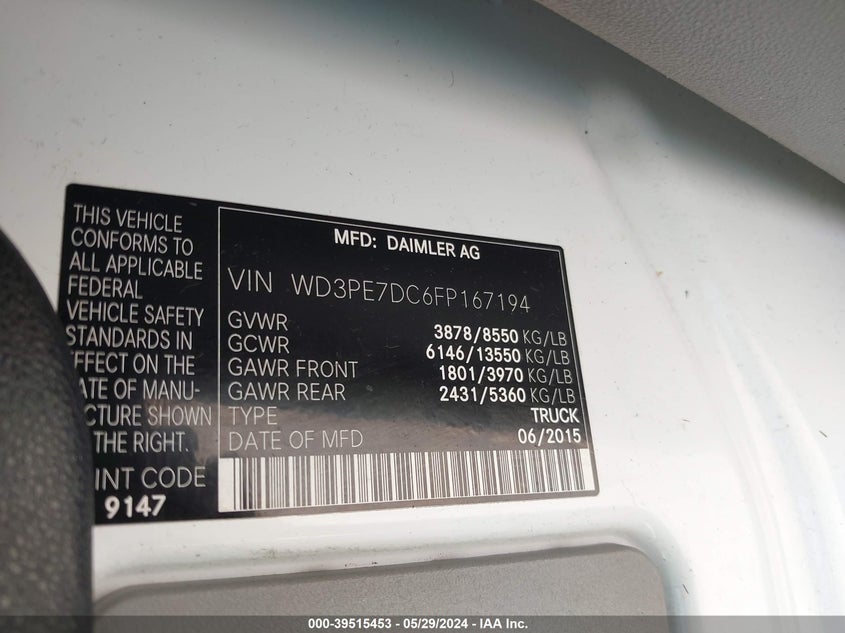 THIS VEHICLE
CONFORMS TO
ALL APPLICABLE
FEDERAL
VEHICLE SAFETY
STANDARDS IN
FFECT ON THE
ATE OF MANU-
CTURE SHOWN
THE RIGHT.
INT CODE
9147
MFD: DAIMLER AG
VIN WD3PE7DC6FP167194
GVWR 3878/8550 KG/LB
GCWR 6146/13550 KG/LB
GAWR FRONT 1801/3970 KG/LB
GAWR REAR 2431/5360 KG/LB
TYPE TRUCK
DATE OF MFD 06/2015
000-39515453 - 05/29/2024 - IAA Inc.